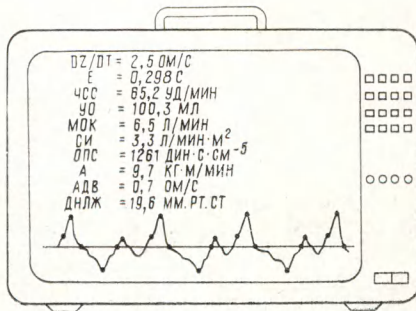 DZ/DT = 2,5 ОМ/С
Е = 0,298 С
ЧСС = 65,2 УД/МИН
УО = 100,3 МЛ
МОК = 6,5 Л/МИН
СИ = 3,3 Л/МИН·М²
ОПС = 1261 ДИН·С·СМ⁻⁵
А = 9,7 КГ·М/МИН
АДВ = 0,7 ОМ/С
ДНЛЖ = 19,6 ММ.РТ.СТ